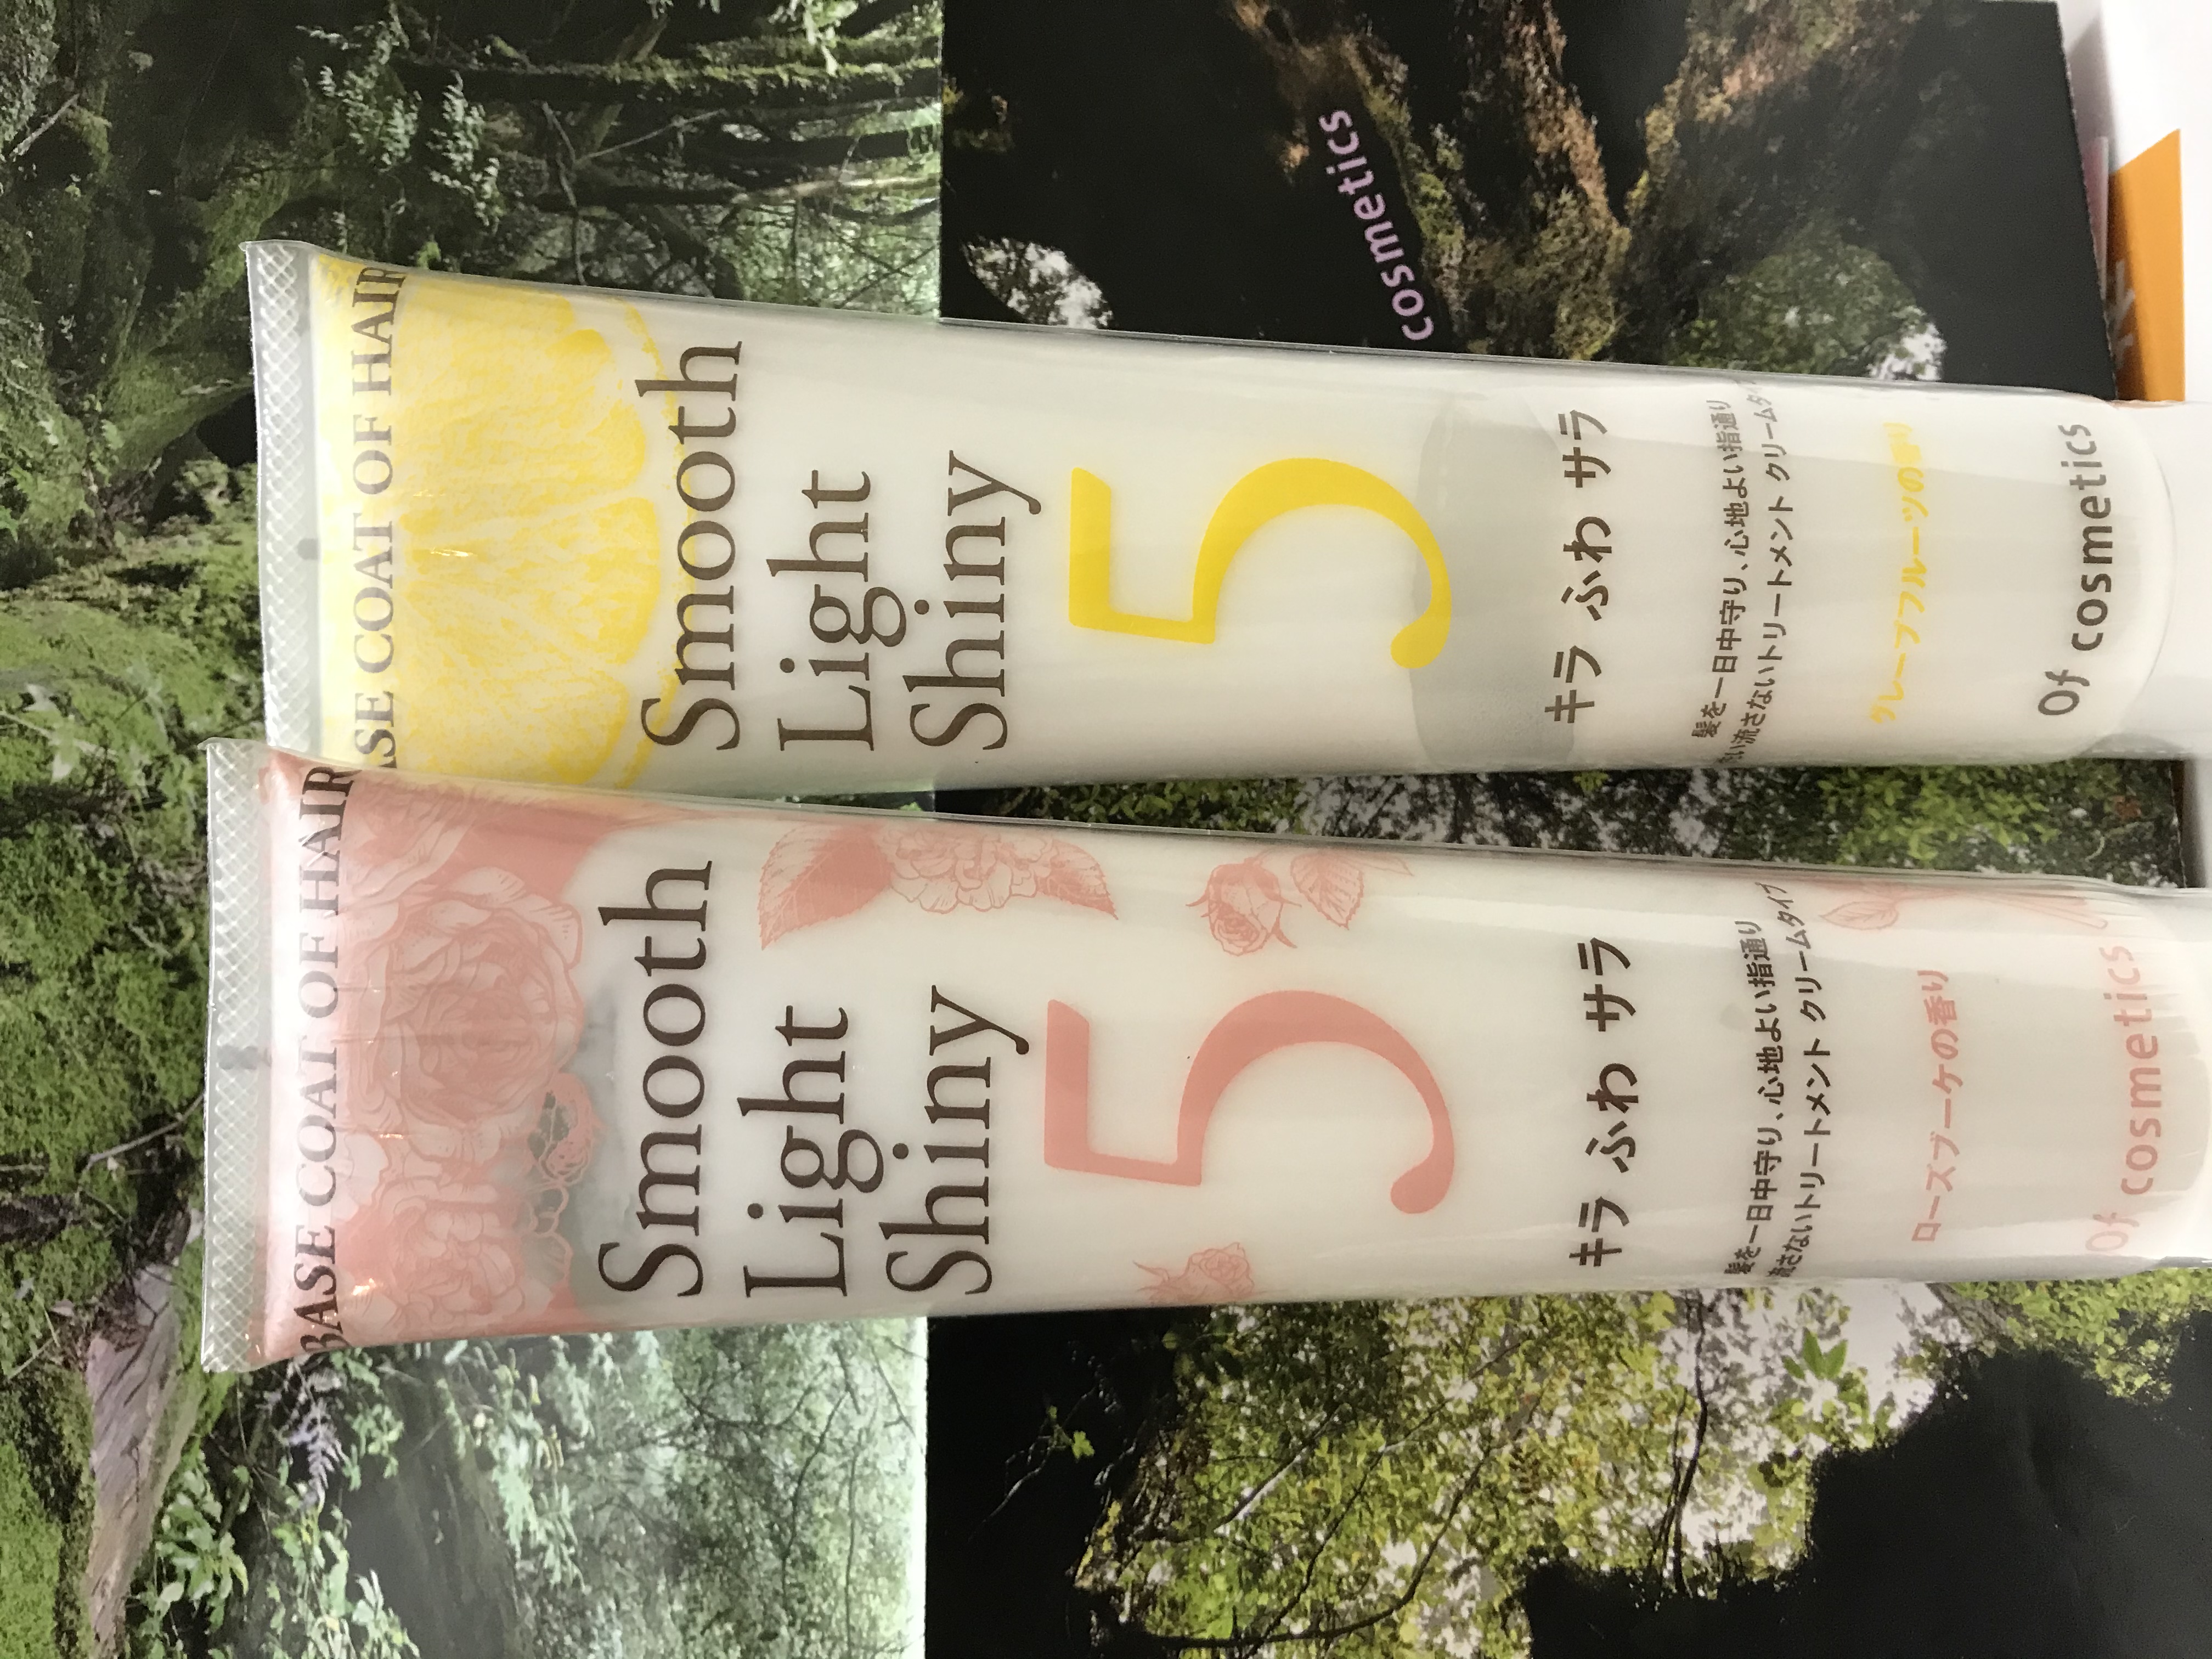 BASE COAT OF HAIR
Smooth
Light
Shiny
5
キラ ふわ サラ
髪を一日中守り、心地よい指通り
洗い流さないトリートメント クリームタイプ
グレープフルーツの香り
Of cosmetics
BASE COAT OF HAIR
Smooth
Light
Shiny
5
キラ ふわ サラ
髪を一日中守り、心地よい指通り
流さないトリートメント クリームタイプ
ローズブーケの香り
Of cosmetics
cosmetics